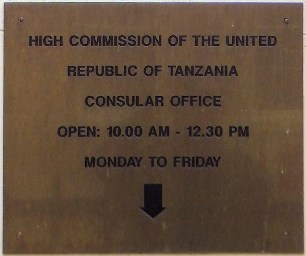 HIGH COMMISSION OF THE UNITED
REPUBLIC OF TANZANIA
CONSULAR OFFICE
OPEN: 10.00 AM - 12.30 PM
MONDAY TO FRIDAY